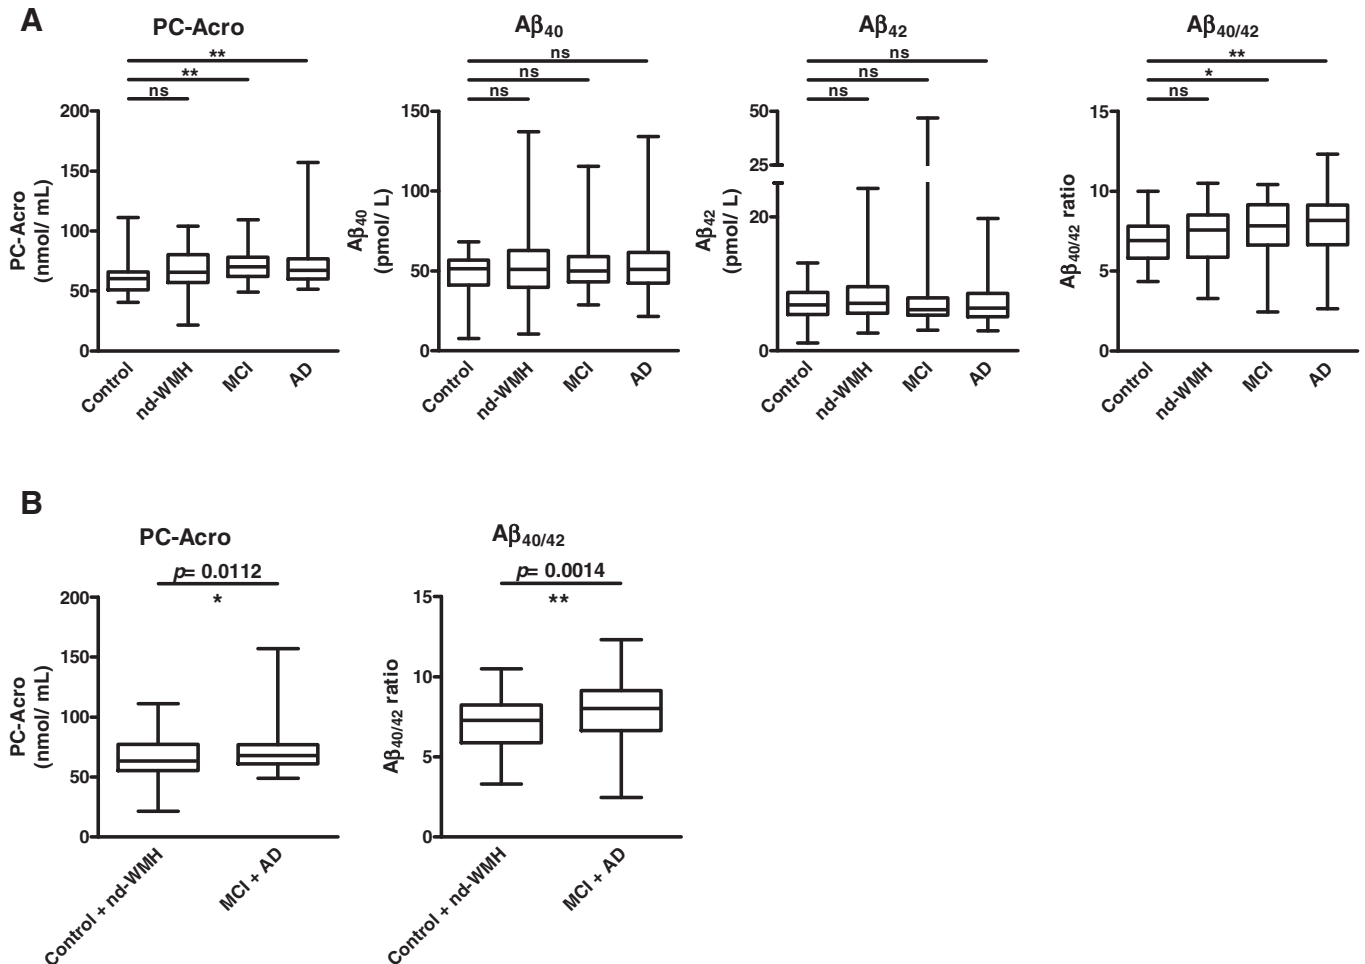 A
PC-Acro
**
**
ns
200
150
100
50
0
PC-Acro
(nmol/ mL)
Control
nd-WMH
MCI
AD
Aβ40
ns
ns
ns
150
100
50
0
Aβ40
(pmol/ L)
Control
nd-WMH
MCI
AD
Aβ42
ns
ns
ns
50
25
20
0
Aβ42
(pmol/ L)
Control
nd-WMH
MCI
AD
Aβ40/42
**
*
ns
15
10
5
0
Aβ40/42 ratio
Control
nd-WMH
MCI
AD
B
PC-Acro
p= 0.0112
*
200
150
100
50
0
PC-Acro
(nmol/ mL)
Control + nd-WMH
MCI + AD
Aβ40/42
p= 0.0014
**
15
10
5
0
Aβ40/42 ratio
Control + nd-WMH
MCI + AD